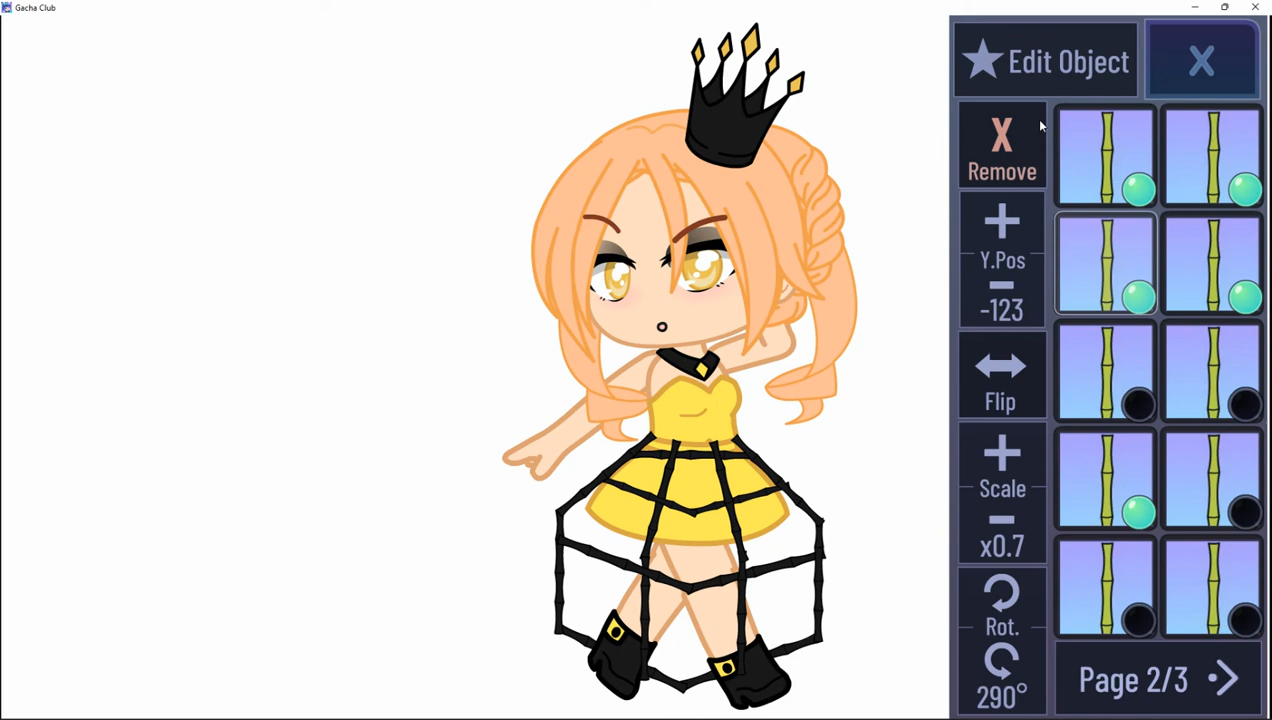 Gacha Club
Edit Object
X
X
Remove
Y.Pos
-123
Flip
Scale
x0.7
Rot.
290°
Page 2/3